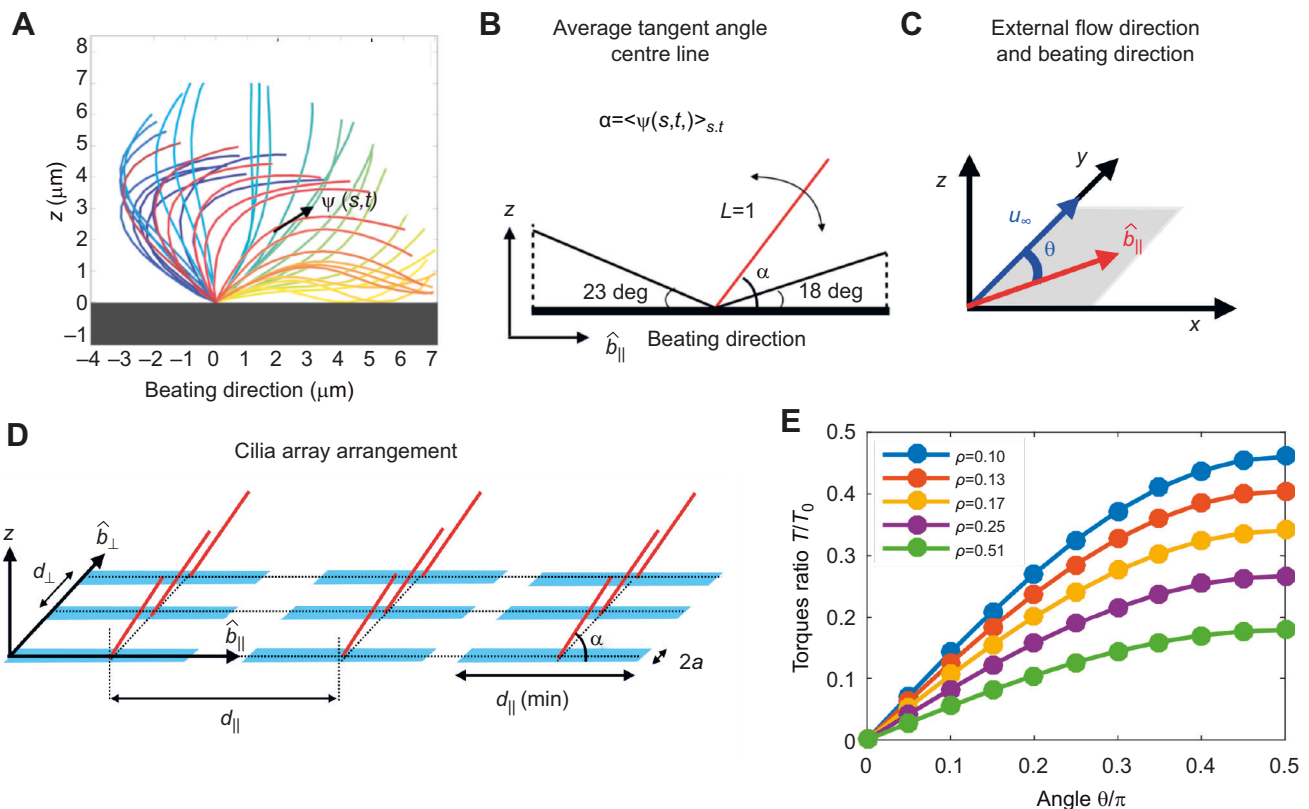 A
8
7
6
5
4
3
2
1
0
–1
z (μm)
ψ (s,t)
–4 –3 –2 –1 0 1 2 3 4 5 6 7
Beating direction (μm)
B
Average tangent angle
centre line
α=<ψ(s,t,)>s.t
z
L=1
α
23 deg
18 deg
b̂||
Beating direction
C
External flow direction
and beating direction
z
y
u∞
θ
b̂||
x
D
Cilia array arrangement
z
b̂⊥
d⊥
b̂||
α
2a
d|| (min)
d||
E
0.5
0.4
0.3
0.2
0.1
0
Torques ratio T/T0
ρ=0.10
ρ=0.13
ρ=0.17
ρ=0.25
ρ=0.51
0 0.1 0.2 0.3 0.4 0.5
Angle θ/π